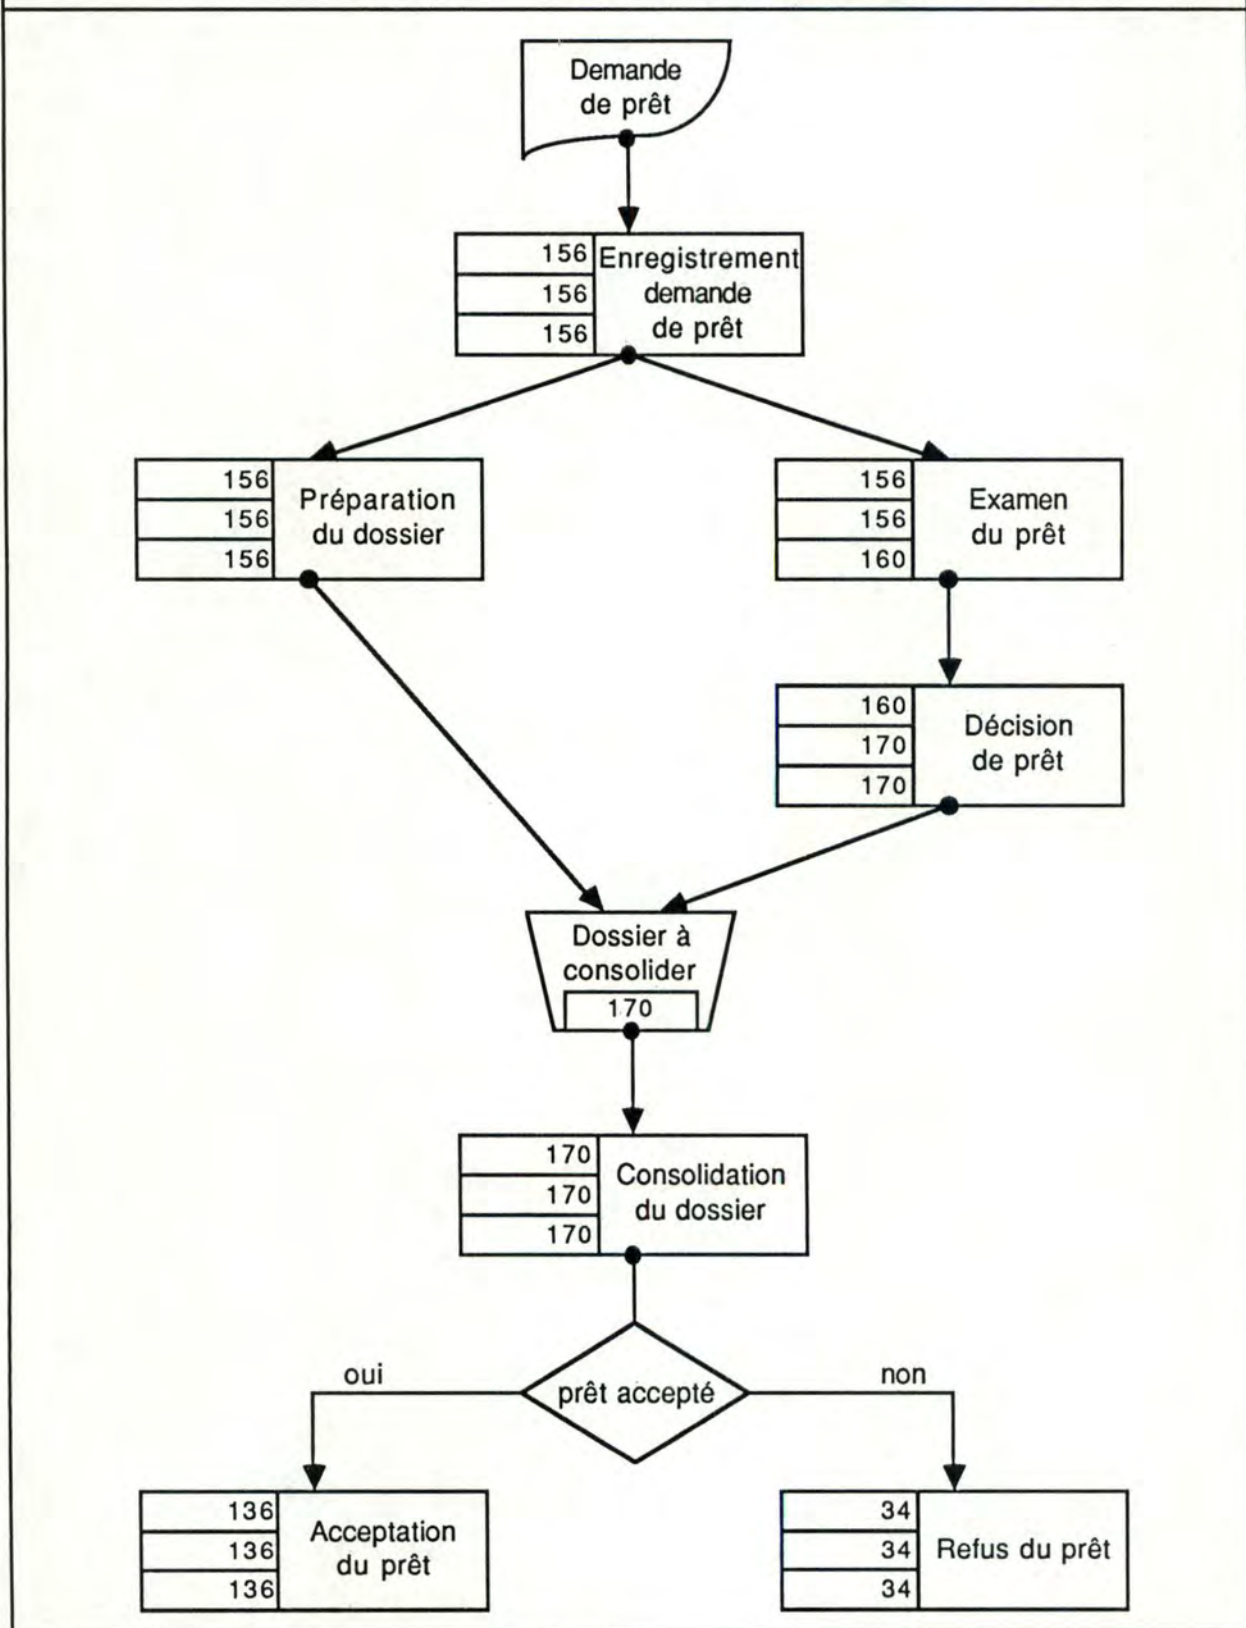 Demande
de prêt
156
156
156
Enregistrement
demande
de prêt
156
156
156
Préparation
du dossier
156
156
160
Examen
du prêt
160
170
170
Décision
de prêt
Dossier à
consolider
170
170
170
170
Consolidation
du dossier
oui
prêt accepté
non
136
136
136
Acceptation
du prêt
34
34
34
Refus du prêt